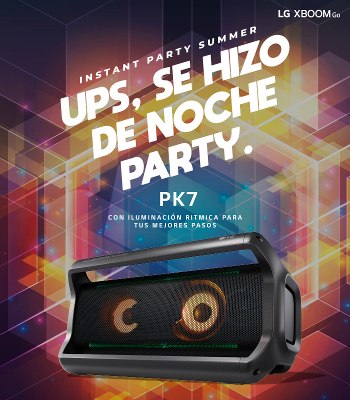 LG XBOOM Go
INSTANT PARTY SUMMER
UPS, SE HIZO
DE NOCHE
PARTY.
PK7
CON ILUMINACIÓN RITMICA PARA
TUS MEJORES PASOS